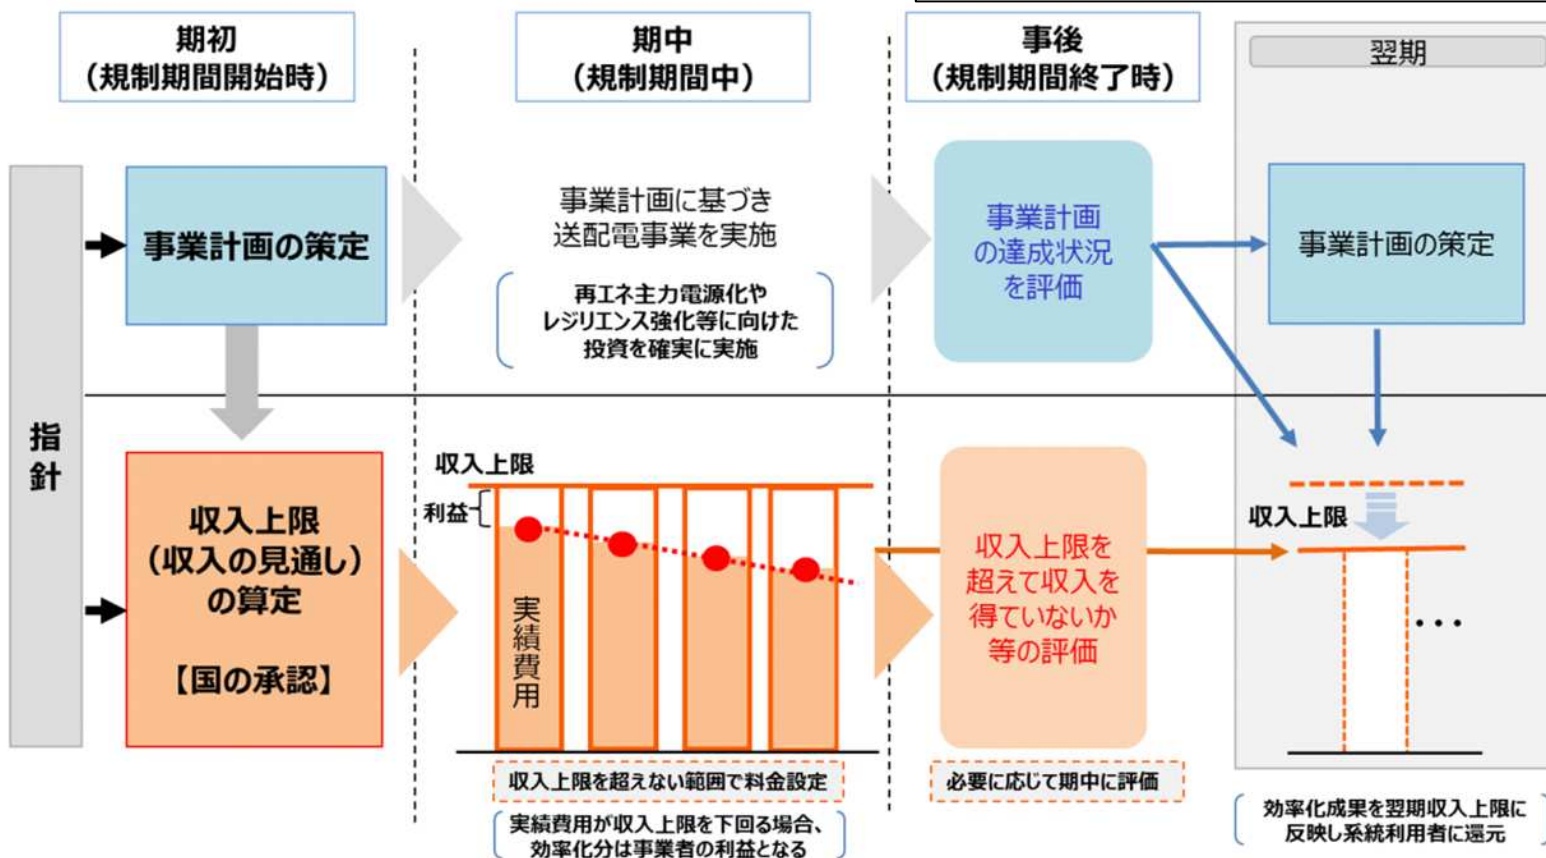 期初
（規制期間開始時）
期中
（規制期間中）
事後
（規制期間終了時）
翌期
指針
事業計画の策定
事業計画に基づき
送配電事業を実施
再エネ主力電源化や
レジリエンス強化等に向けた
投資を確実に実施
事業計画
の達成状況
を評価
事業計画の策定
収入上限
（収入の見通し）
の算定
【国の承認】
収入上限
利益
実績費用
収入上限を超えない範囲で料金設定
実績費用が収入上限を下回る場合、
効率化分は事業者の利益となる
収入上限を
超えて収入を
得ていないか
等の評価
必要に応じて期中に評価
収入上限
・・・
効率化成果を翌期収入上限に
反映し系統利用者に還元